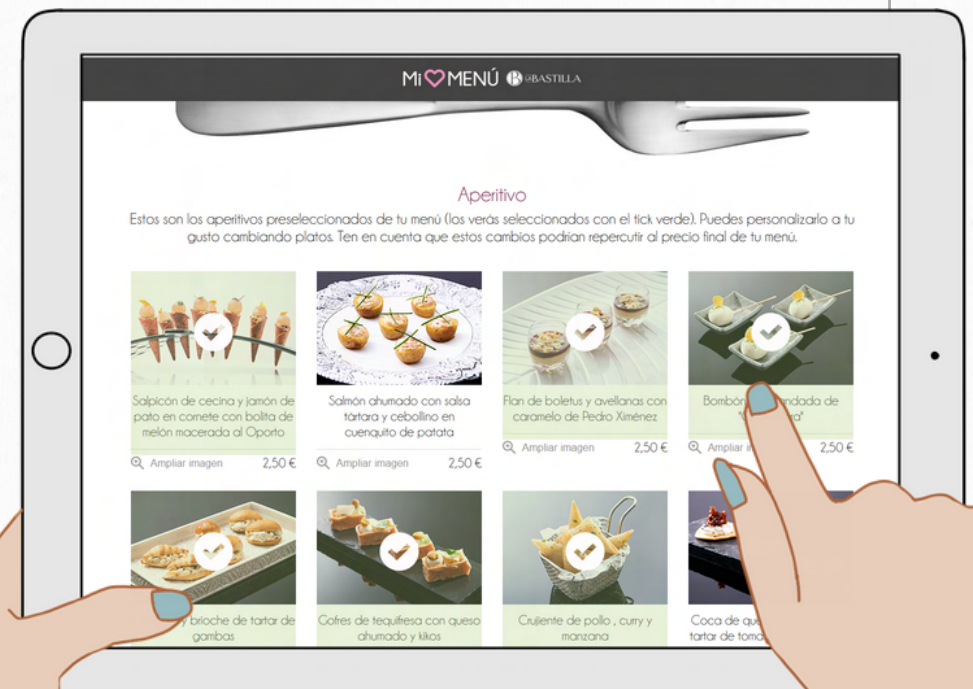 Mi MENÚ B @BASTILLA
Aperitivo
Estos son los aperitivos preseleccionados de tu menú (los verás seleccionados con el tick verde). Puedes personalizarlo a tu
gusto cambiando platos. Ten en cuenta que estos cambios podrían repercutir al precio final de tu menú.
Salpicón de cecina y jamón de
pato en cornete con bolita de
melón macerada al Oporto
Ampliar imagen 2,50 €
Salmón ahumado con salsa
tártara y cebollino en
cuenquito de patata
Ampliar imagen 2,50 €
Flan de boletus y avellanas con
caramelo de Pedro Ximénez
Ampliar imagen 2,50 €
Bombón de
Ampliar imagen 2,50 €
y brioche de tartar de
gambas
Gofres de tequifresa con queso
ahumado y kikos
Crujiente de pollo , curry y
manzana
Coca de
tartar de